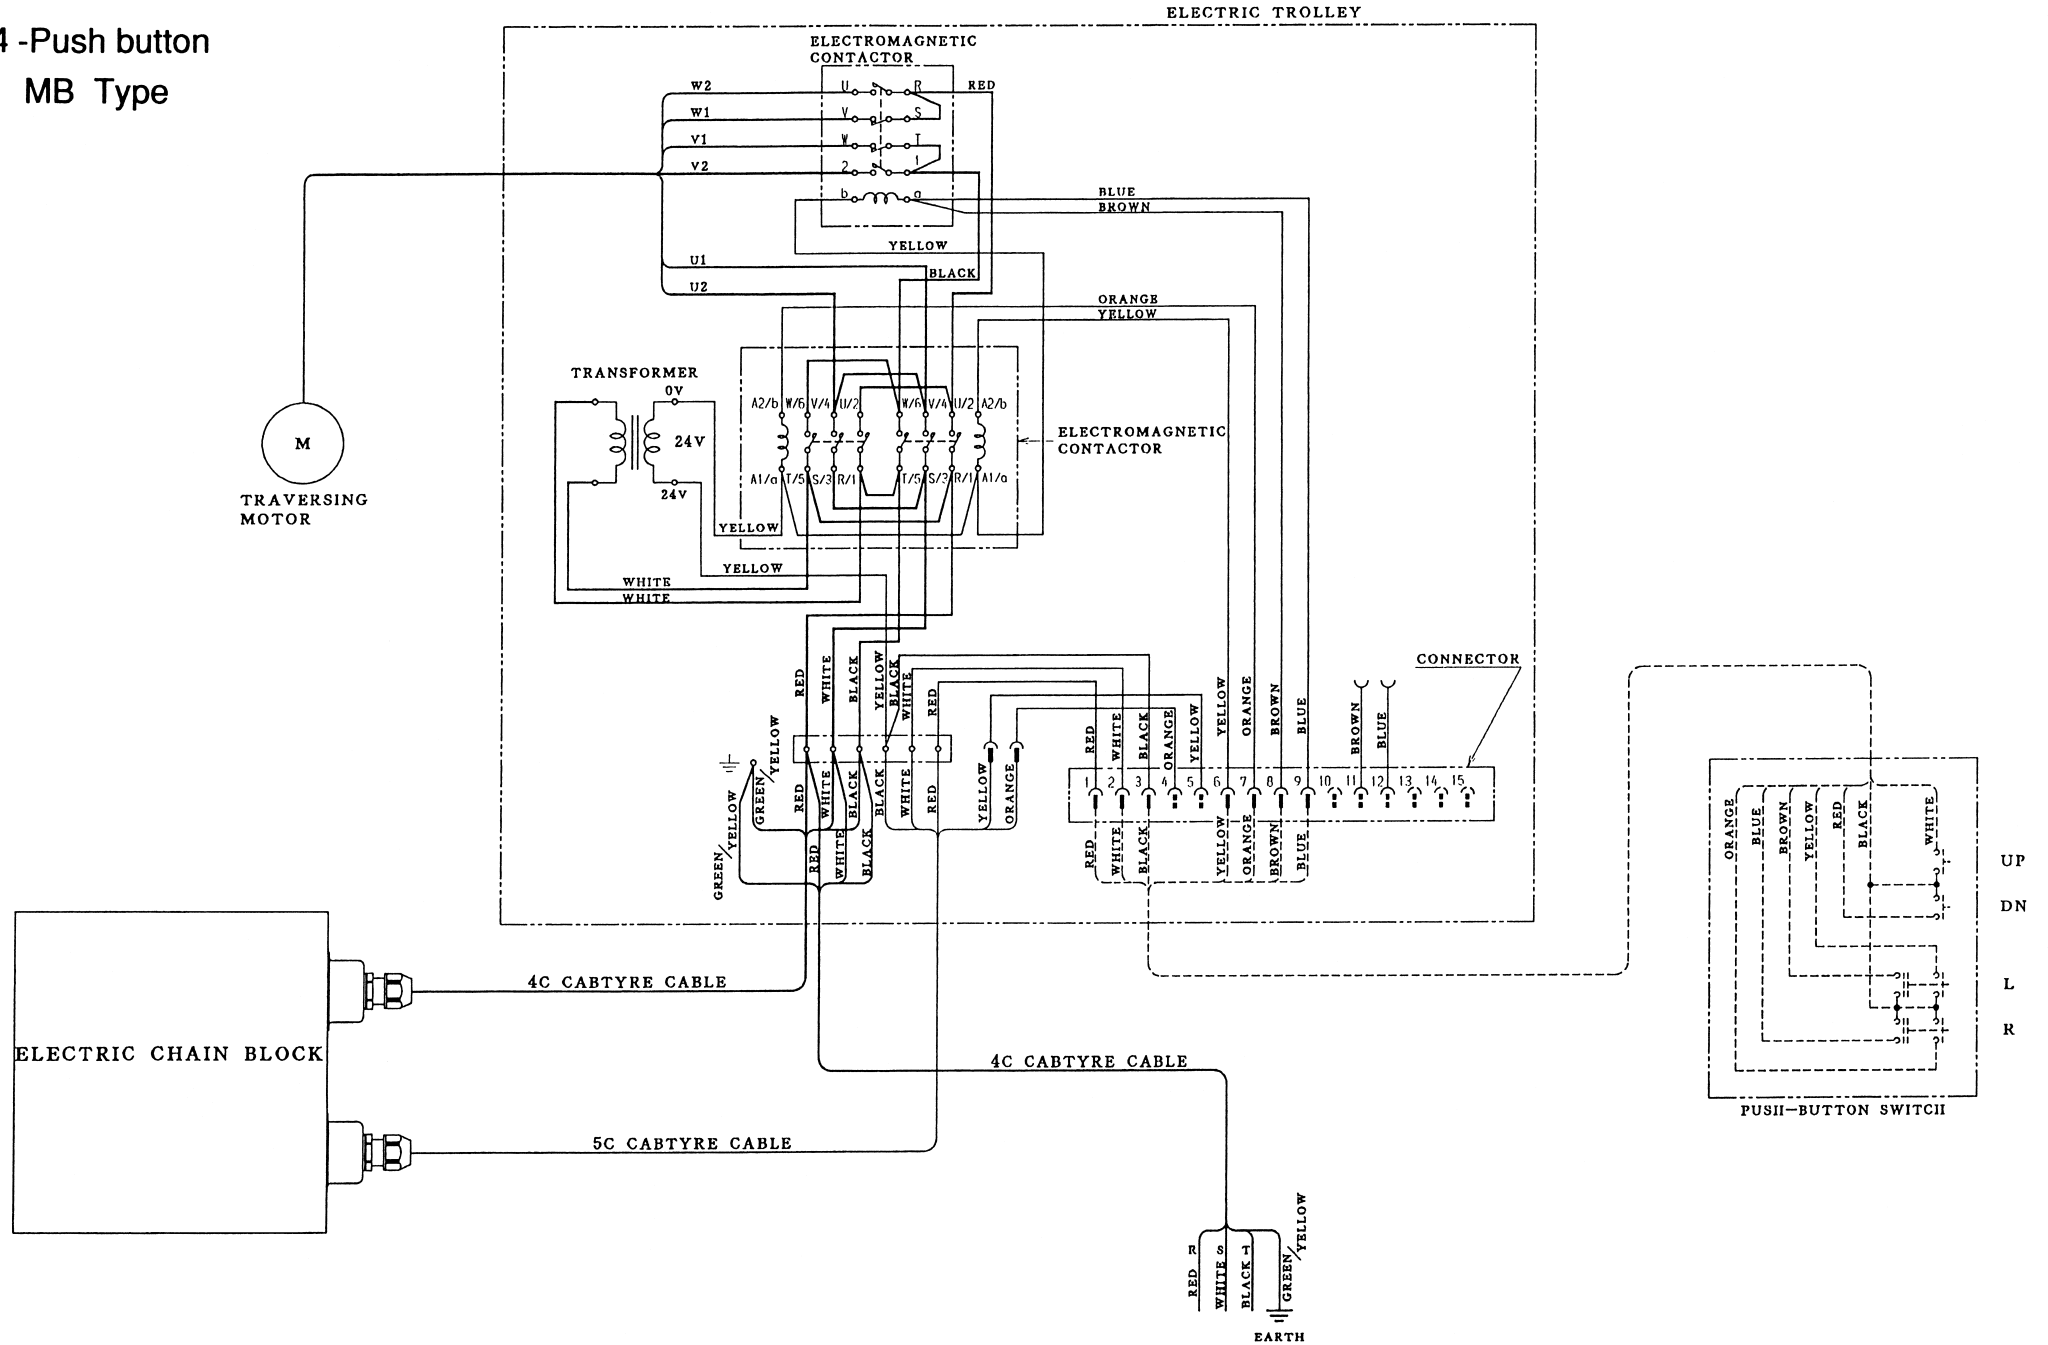 4 -Push button
MB Type
ELECTRIC TROLLEY
ELECTROMAGNETIC
CONTACTOR
W2
U
R
RED
W1
V
S
V1
W
T
V2
2
1
b
a
BLUE
BROWN
YELLOW
U1
BLACK
U2
ORANGE
YELLOW
TRANSFORMER
0V
24V
24V
A2/b W/6 V/4 U/2 W/6 V/4 U/2 A2/b
ELECTROMAGNETIC
CONTACTOR
A1/a T/5 S/3 R/1 T/5 S/3 R/1 A1/a
M
TRAVERSING
MOTOR
YELLOW
YELLOW
WHITE
WHITE
RED
WHITE
BLACK
YELLOW
BLACK
WHITE
RED
GREEN/YELLOW
GREEN/YELLOW
RED
WHITE
BLACK
BLACK
WHITE
RED
YELLOW
ORANGE
RED
WHITE
BLACK
RED
WHITE
BLACK
ORANGE
YELLOW
YELLOW
ORANGE
BROWN
BLUE
BROWN
BLUE
CONNECTOR
1 2 3 4 5 6 7 8 9 10 11 12 13 14 15
RED
WHITE
BLACK
YELLOW
ORANGE
BROWN
BLUE
ORANGE
BLUE
BROWN
YELLOW
RED
BLACK
WHITE
UP
DN
L
R
PUSH-BUTTON SWITCH
4C CABTYRE CABLE
ELECTRIC CHAIN BLOCK
4C CABTYRE CABLE
5C CABTYRE CABLE
R
S
T
RED
WHITE
BLACK
GREEN/YELLOW
EARTH